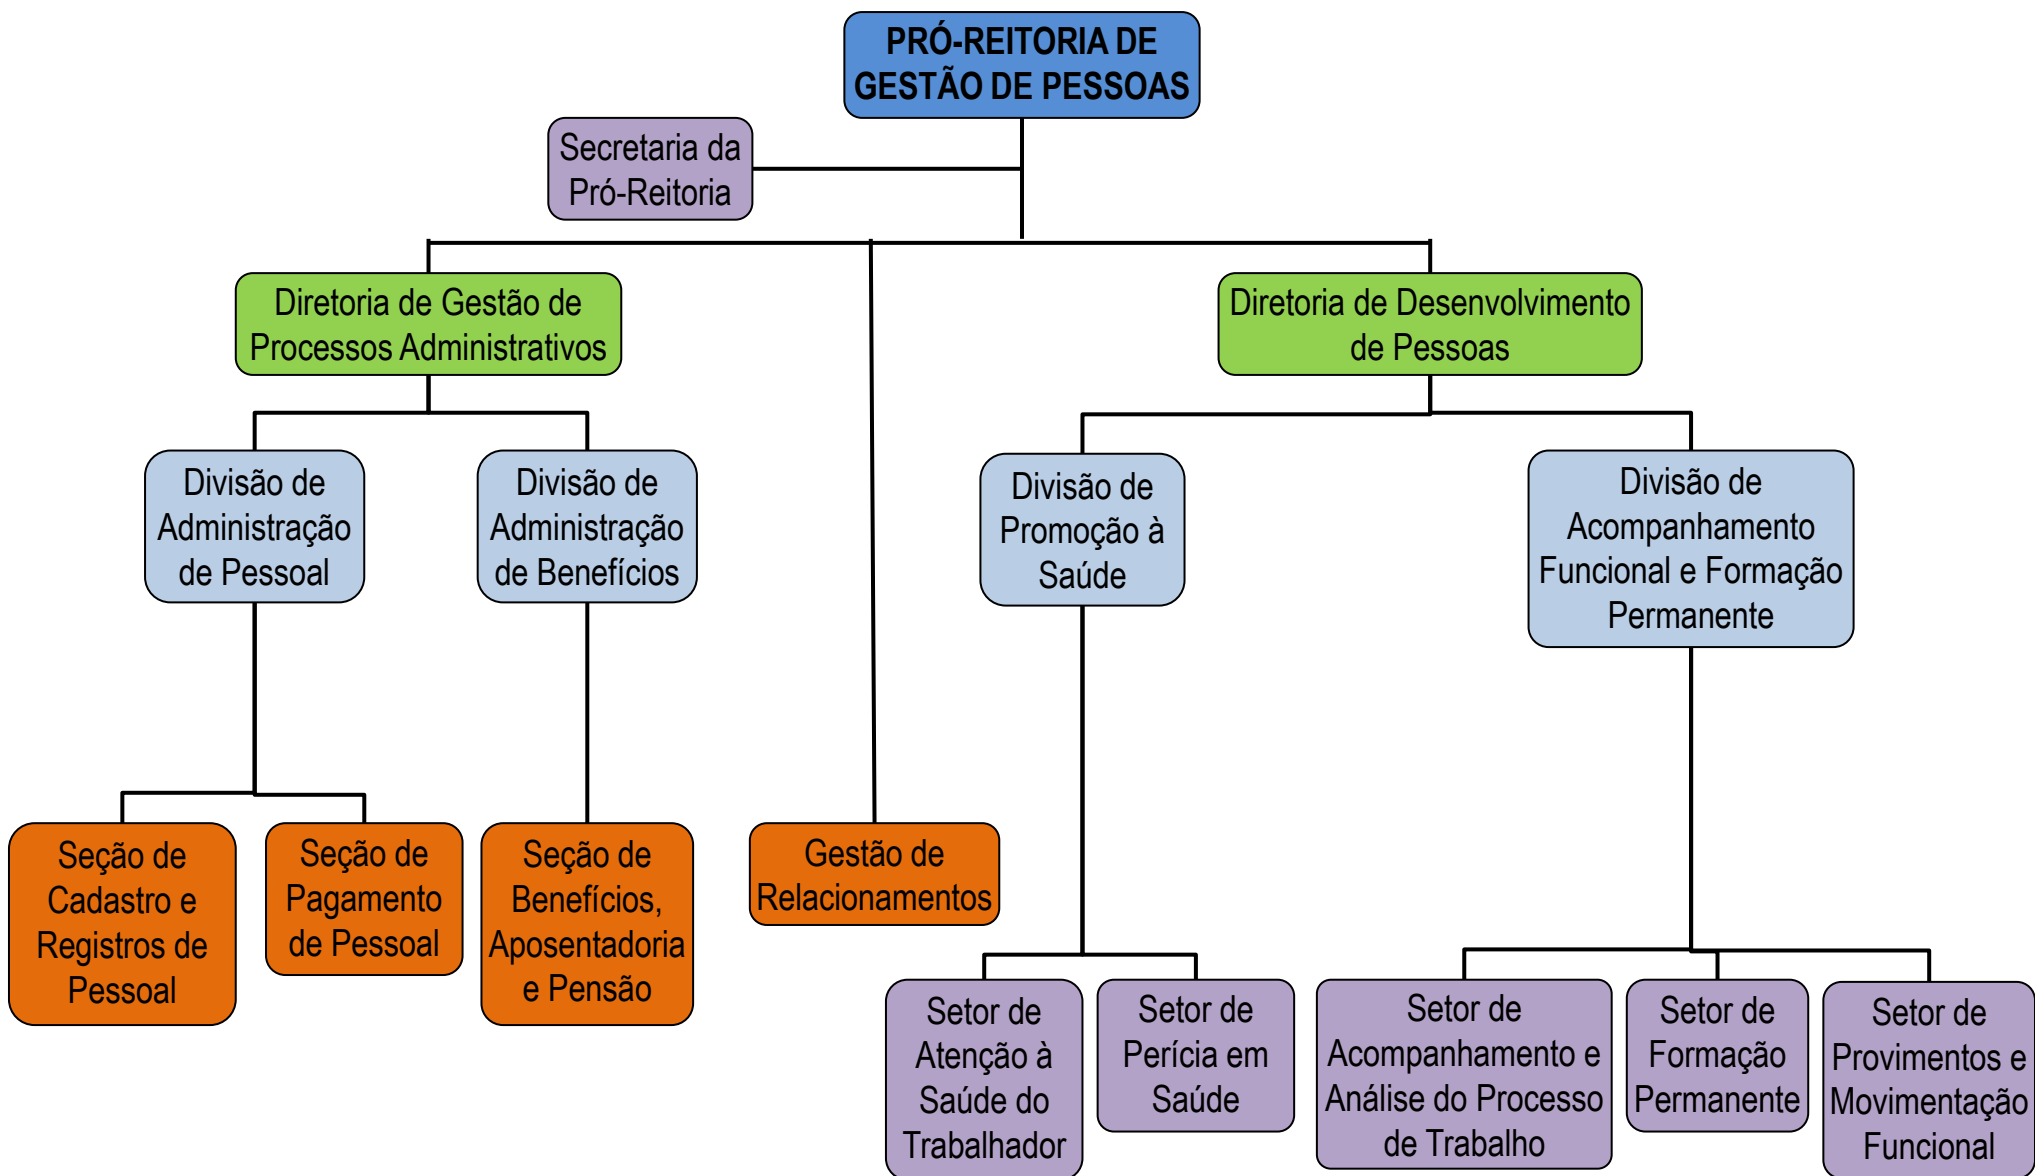 PRÓ-REITORIA DE
GESTÃO DE PESSOAS
Secretaria da
Pró-Reitoria
Diretoria de Gestão de
Processos Administrativos
Diretoria de Desenvolvimento
de Pessoas
Divisão de
Administração
de Pessoal
Divisão de
Administração
de Benefícios
Divisão de
Promoção à
Saúde
Divisão de
Acompanhamento
Funcional e Formação
Permanente
Seção de
Cadastro e
Registros de
Pessoal
Seção de
Pagamento
de Pessoal
Seção de
Benefícios,
Aposentadoria
e Pensão
Gestão de
Relacionamentos
Setor de
Atenção à
Saúde do
Trabalhador
Setor de
Perícia em
Saúde
Setor de
Acompanhamento e
Análise do Processo
de Trabalho
Setor de
Formação
Permanente
Setor de
Provimentos e
Movimentação
Funcional